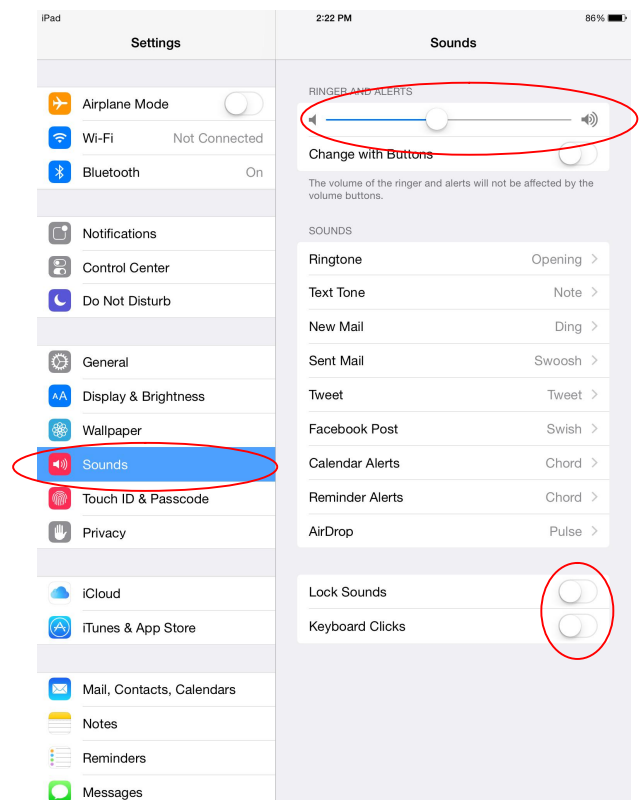 iPad 2:22 PM 86%
Settings
Airplane Mode
Wi-Fi Not Connected
Bluetooth On
Notifications
Control Center
Do Not Disturb
General
AA Display & Brightness
Wallpaper
Sounds
Touch ID & Passcode
Privacy
iCloud
iTunes & App Store
Mail, Contacts, Calendars
Notes
Reminders
Messages
Sounds
RINGER AND ALERTS
Change with Buttons
The volume of the ringer and alerts will not be affected by the
volume buttons.
SOUNDS
Ringtone Opening
Text Tone Note
New Mail Ding
Sent Mail Swoosh
Tweet Tweet
Facebook Post Swish
Calendar Alerts Chord
Reminder Alerts Chord
AirDrop Pulse
Lock Sounds
Keyboard Clicks